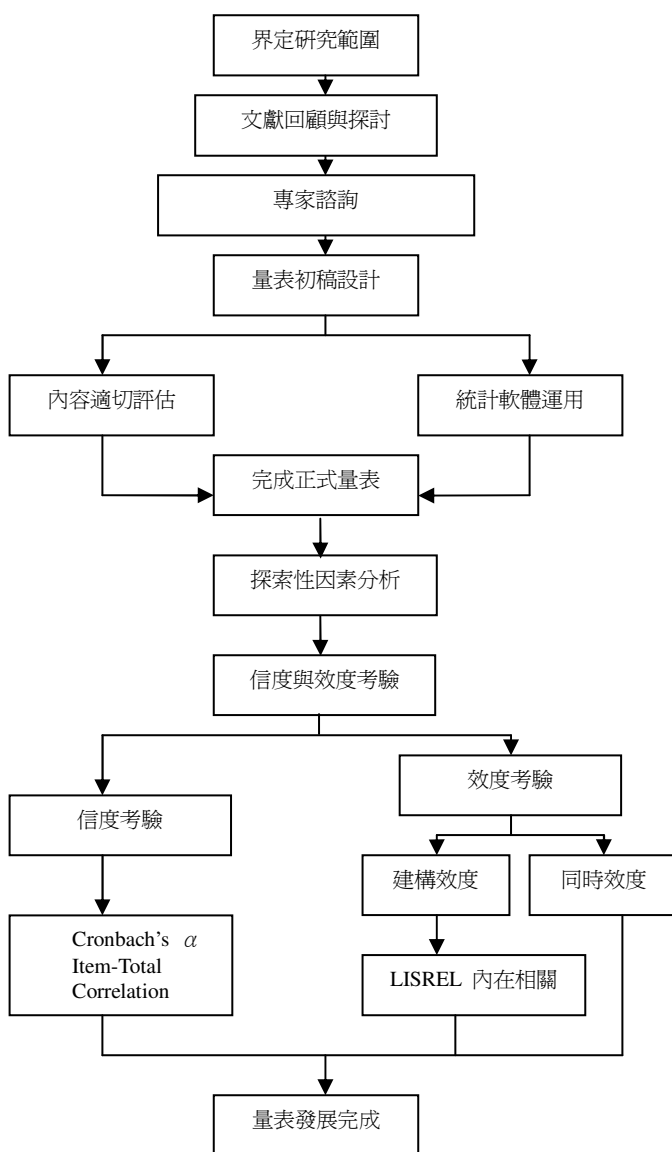 界定研究範圍
文獻回顧與探討
專家諮詢
量表初稿設計
內容適切評估
統計軟體運用
完成正式量表
探索性因素分析
信度與效度考驗
效度考驗
信度考驗
建構效度
同時效度
Cronbach's α
Item-Total
Correlation
LISREL 內在相關
量表發展完成